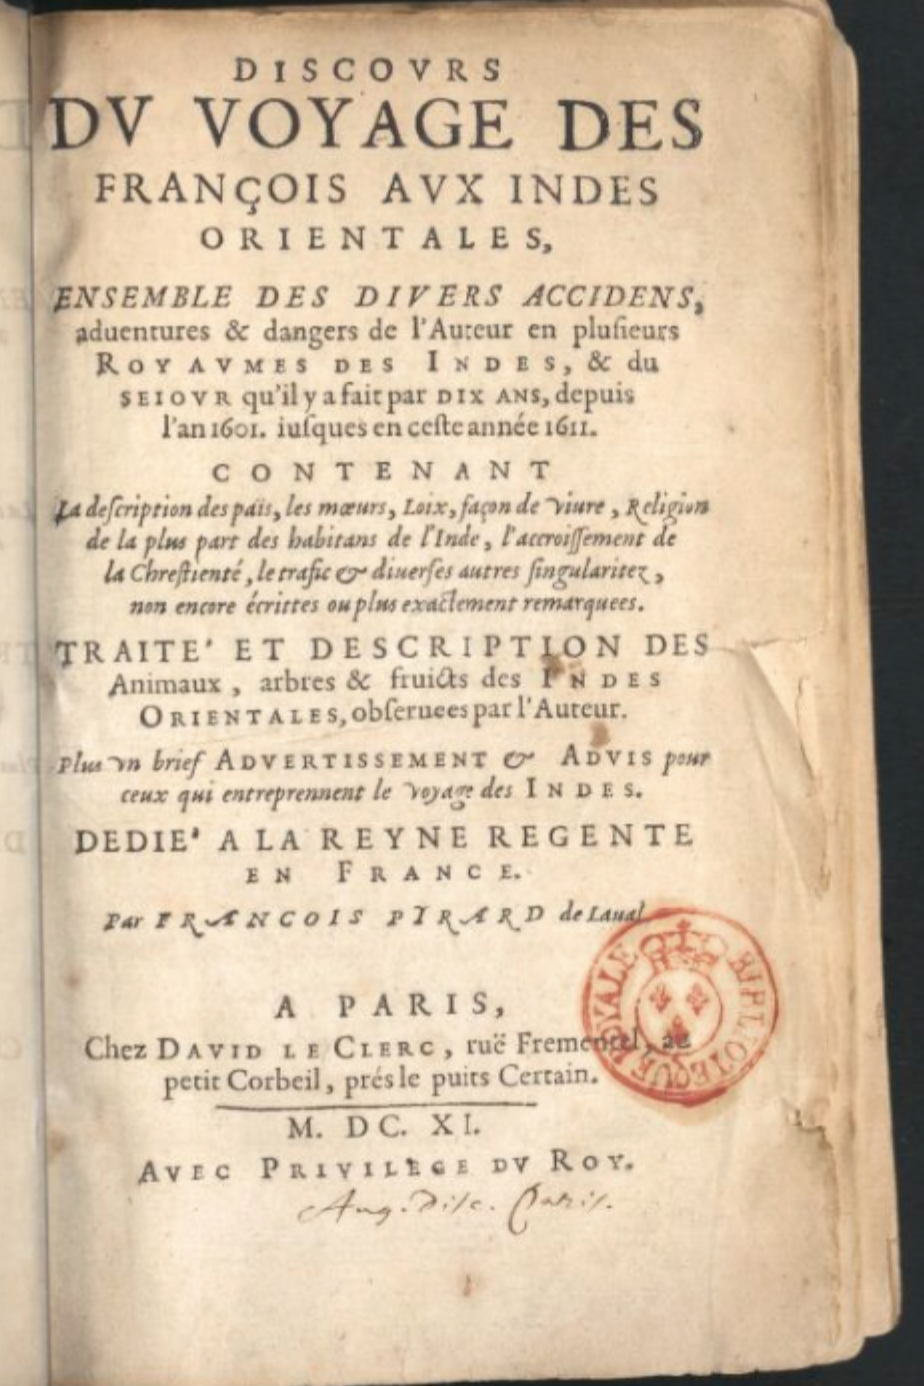 DISCOVRS
DV VOYAGE DES
FRANÇOIS AVX INDES
ORIENTALES,
ENSEMBLE DES DIVERS ACCIDENS,
aduentures & dangers de l'Auteur en pluſieurs
ROYAVMES DES INDES, & du
SEIOVR qu'il y a fait par DIX ANS, depuis
l'an 1601. iuſques en ceſte année 1611.
CONTENANT
La deſcription des païs, les mœurs, Loix, façon de viure, Religion
de la plus part des habitans de l'Inde, l'accroiſſement de
la Chreſtienté, le trafic & diuerſes autres ſingularitez,
non encore écrittes ou plus exactement remarquees.
TRAITE' ET DESCRIPTION DES
Animaux, arbres & fruicts des INDES
ORIENTALES, obſeruees par l'Auteur.
Plus vn brief ADVERTISSEMENT & ADVIS pour
ceux qui entreprennent le voyage des INDES.
DEDIE' A LA REYNE REGENTE
EN FRANCE.
Par FRANCOIS PYRARD de Laual
A PARIS,
Chez DAVID LE CLERC, ruë Frementel, au
petit Corbeil, prés le puits Certain.
M. DC. XI.
AVEC PRIVILEGE DV ROY.
Aug. Disc. Paris.
BIBLIOTEQUE ROYALE